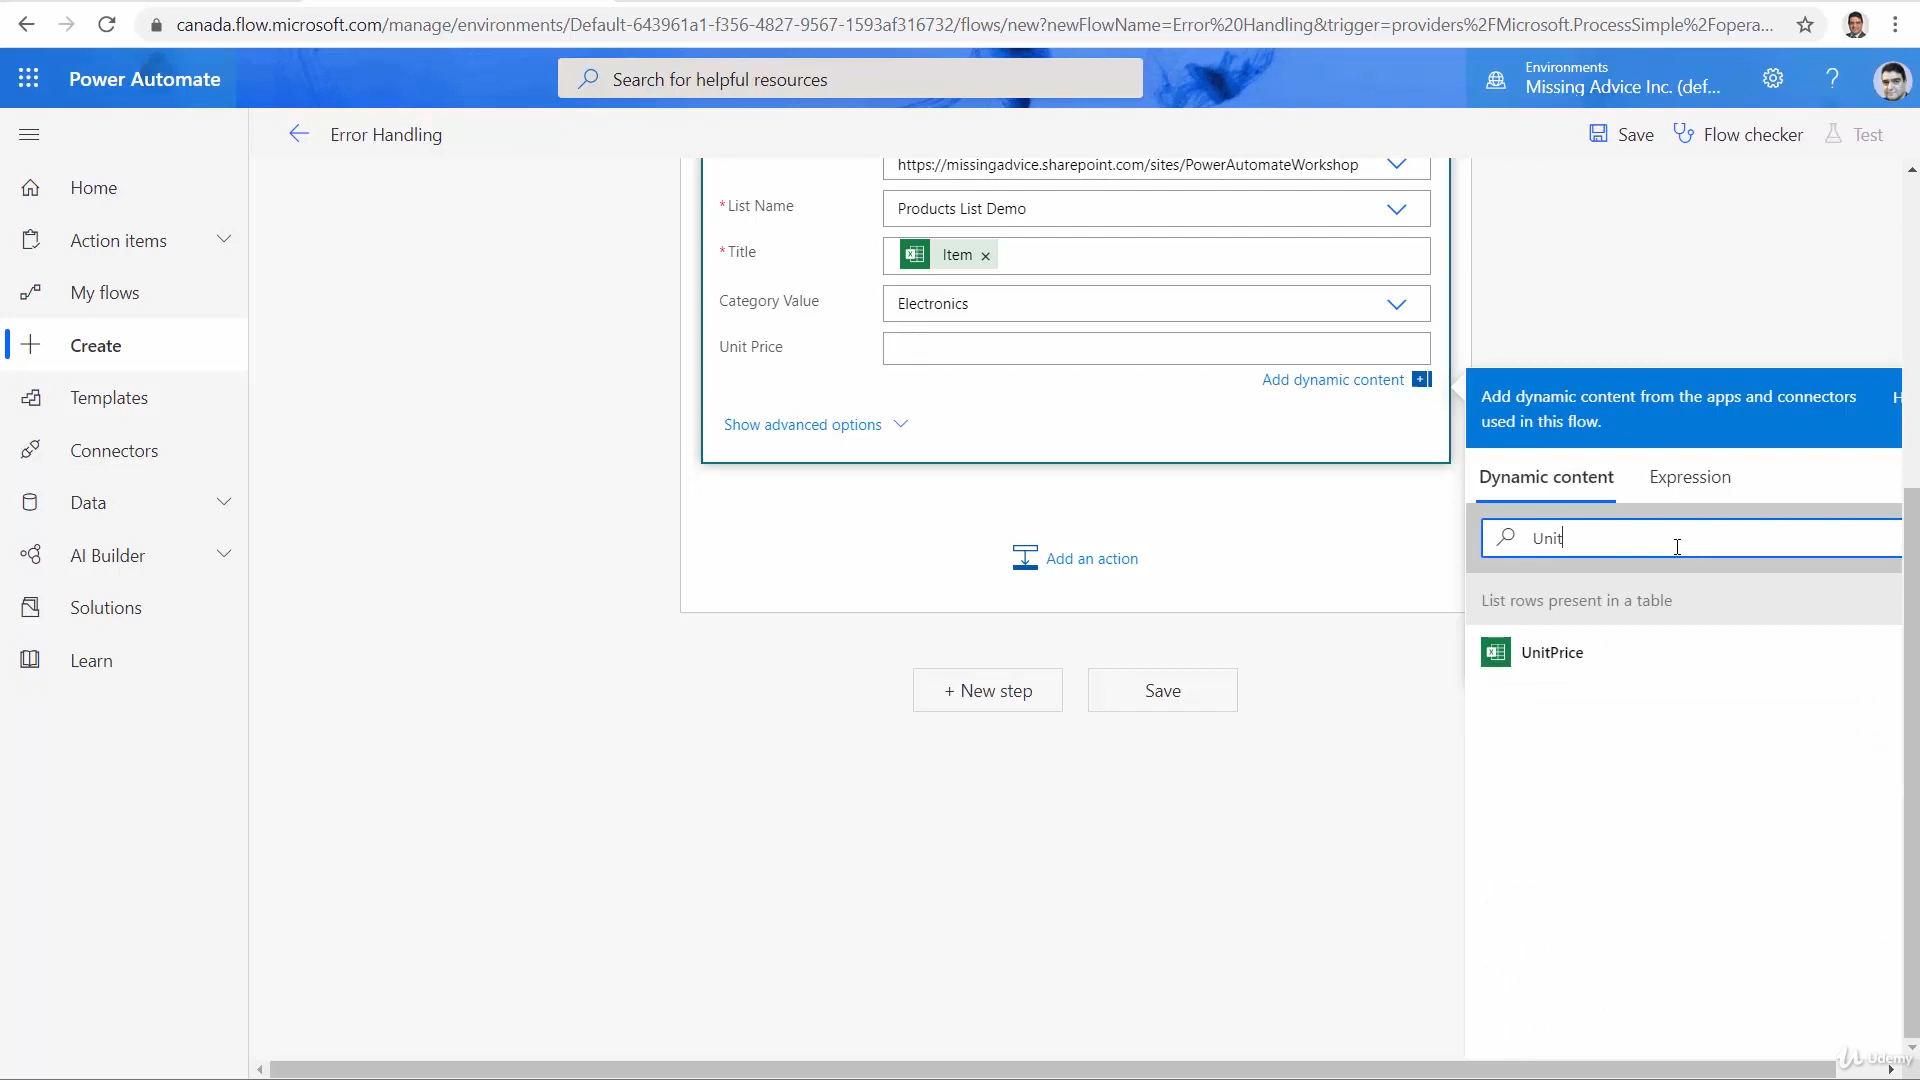 canada.flow.microsoft.com/manage/environments/Default-643961a1-f356-4827-9567-1593af316732/flows/new?newFlowName=Error%20Handling&trigger=providers%2FMicrosoft.ProcessSimple%2Fopera...
Power Automate
Search for helpful resources
Environments
Missing Advice Inc. (def...
?
Error Handling
Save
Flow checker
Test
Home
Action items
My flows
Create
Templates
Connectors
Data
AI Builder
Solutions
Learn
https://missingadvice.sharepoint.com/sites/PowerAutomateWorkshop
* List Name
Products List Demo
* Title
Item ×
Category Value
Electronics
Unit Price
Add dynamic content
Show advanced options
Add an action
+ New step
Save
Add dynamic content from the apps and connectors
used in this flow.
H
Dynamic content
Expression
Unit
List rows present in a table
UnitPrice
Udemy